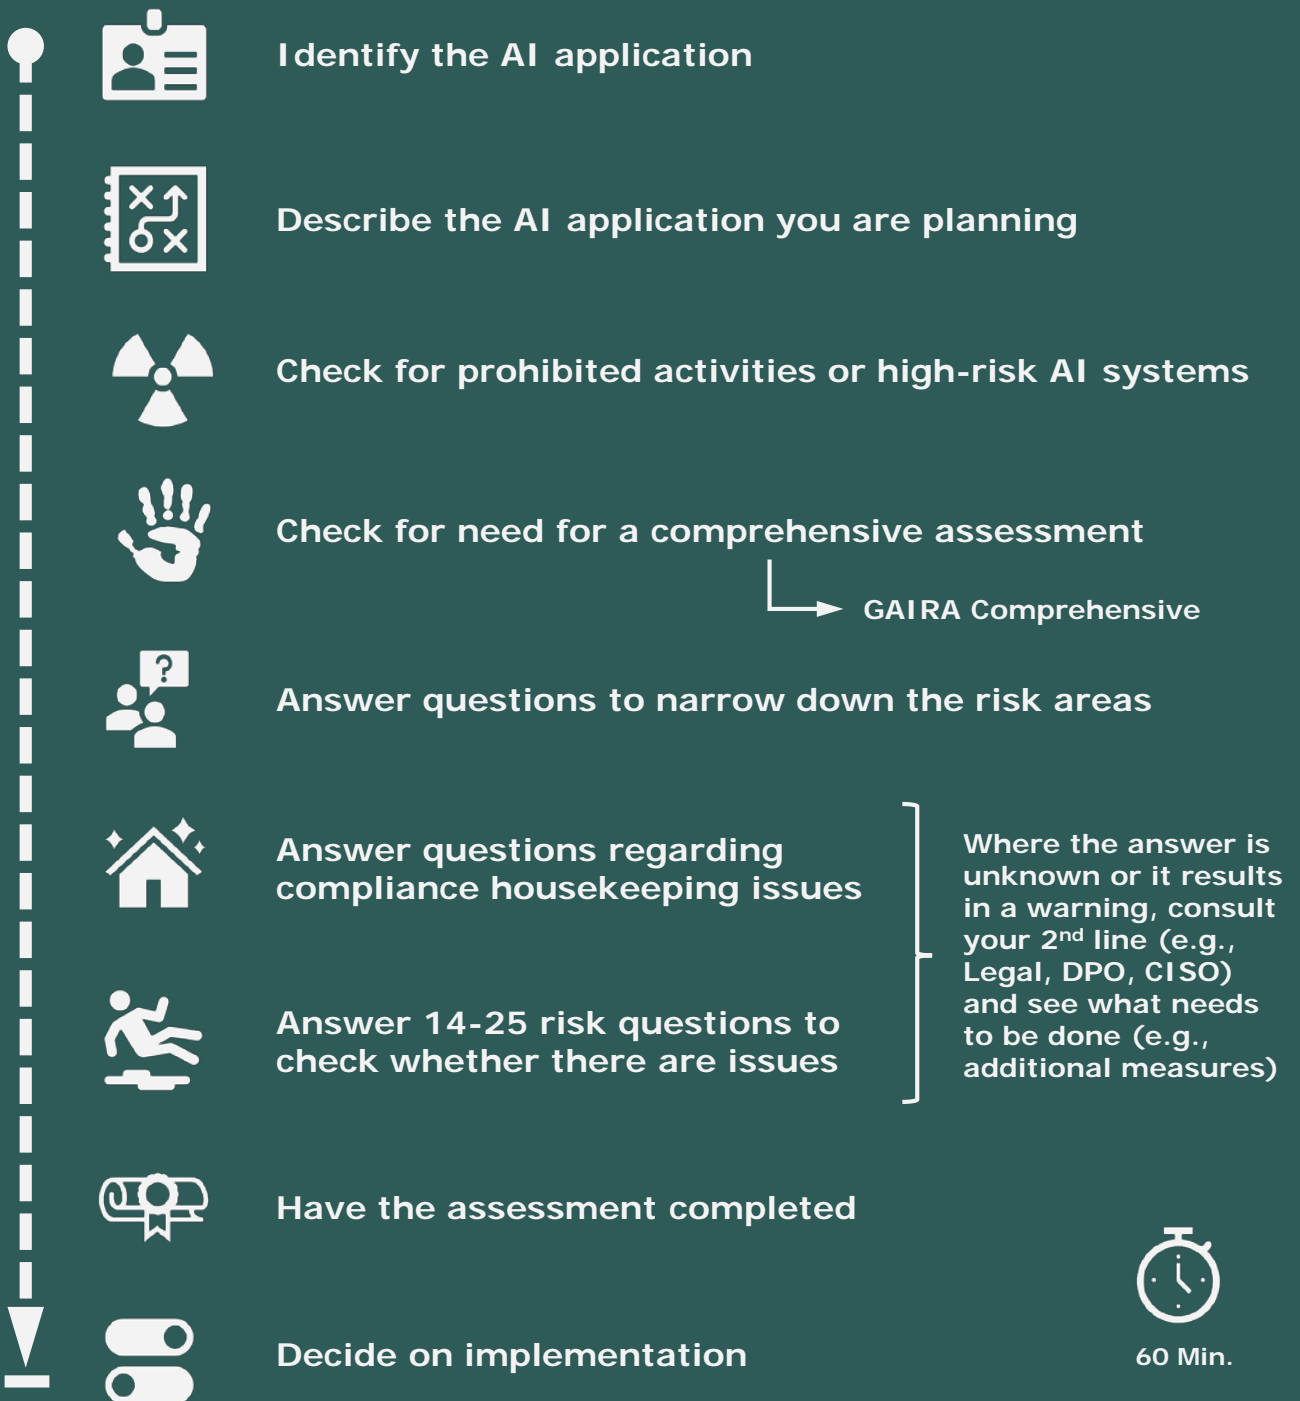 Identify the AI application
Describe the AI application you are planning
Check for prohibited activities or high-risk AI systems
Check for need for a comprehensive assessment
GAIRA Comprehensive
?
Answer questions to narrow down the risk areas
Answer questions regarding
compliance housekeeping issues
Answer 14-25 risk questions to
check whether there are issues
Where the answer is
unknown or it results
in a warning, consult
your 2nd line (e.g.,
Legal, DPO, CISO)
and see what needs
to be done (e.g.,
additional measures)
Have the assessment completed
Decide on implementation
60 Min.